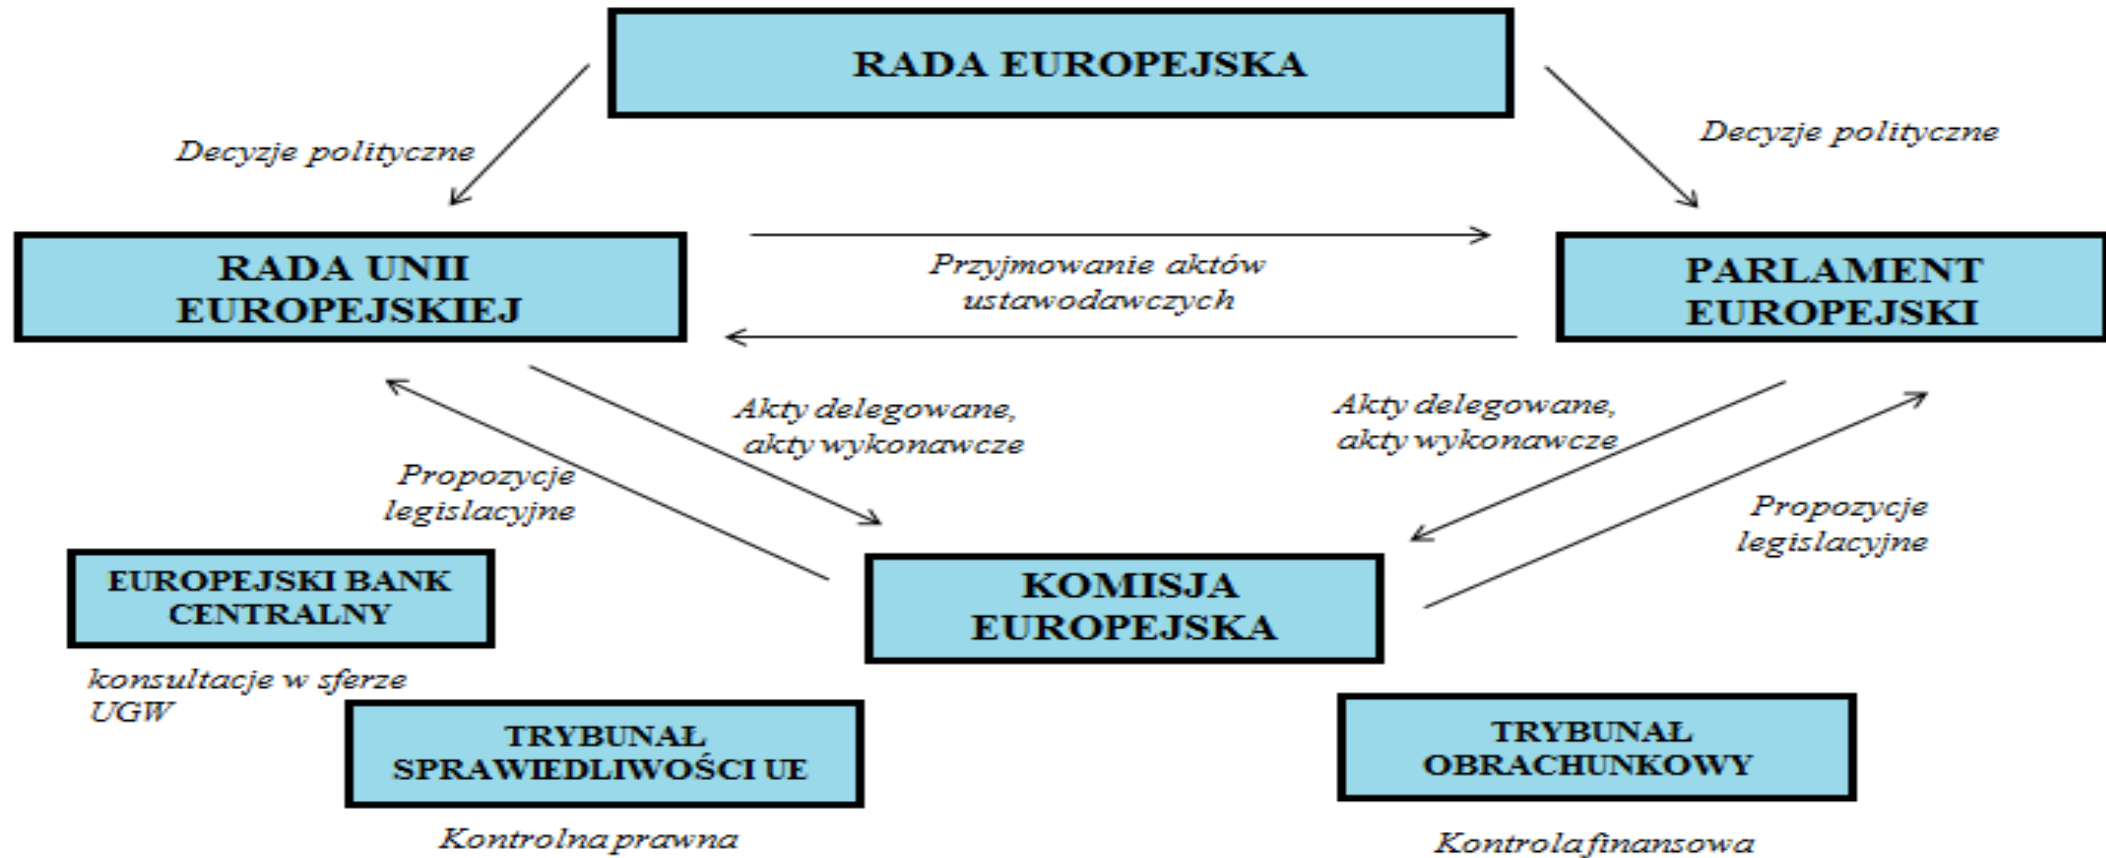 RADA EUROPEJSKA
Decyzje polityczne
Decyzje polityczne
RADA UNII
EUROPEJSKIEJ
Przyjmowanie aktów
ustawodawczych
PARLAMENT
EUROPEJSKI
Akty delegowane,
akty wykonawcze
Akty delegowane,
akty wykonawcze
Propozycje
legislacyjne
Propozycje
legislacyjne
EUROPEJSKI BANK
CENTRALNY
konsultacje w sferze
UGW
KOMISJA
EUROPEJSKA
TRYBUNAŁ
SPRAWIEDLIWOŚCI UE
Kontrolna prawna
TRYBUNAŁ
OBRACHUNKOWY
Kontrola finansowa